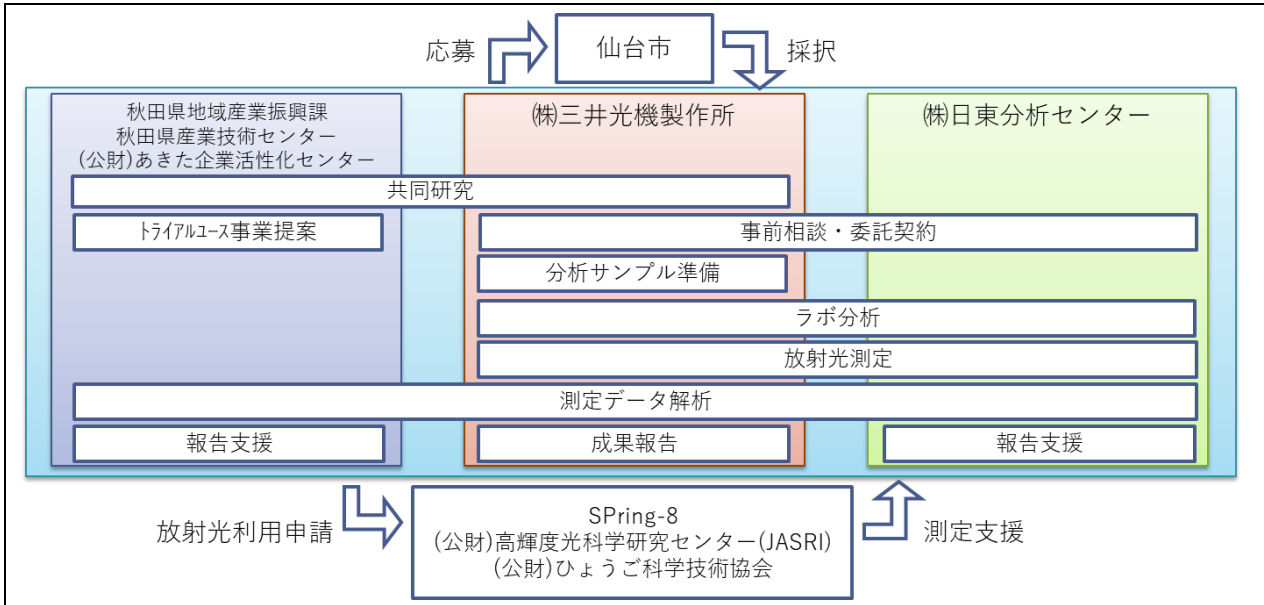 応募
仙台市
採択
秋田県地域産業振興課
秋田県産業技術センター
(公財)あきた企業活性化センター
㈱三井光機製作所
㈱日東分析センター
共同研究
ﾄﾗｲｱﾙﾕｰｽ事業提案
事前相談・委託契約
分析サンプル準備
ラボ分析
放射光測定
測定データ解析
報告支援
成果報告
報告支援
放射光利用申請
SPring-8
(公財)高輝度光科学研究センター(JASRI)
(公財)ひょうご科学技術協会
測定支援